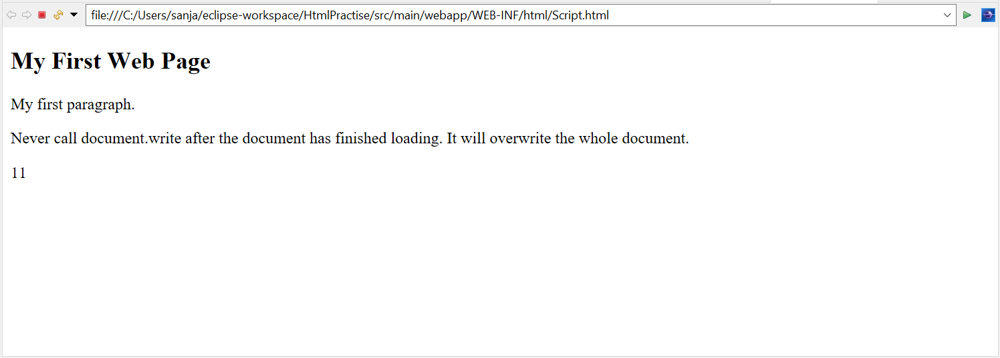 file:///C:/Users/sanja/eclipse-workspace/HtmlPractise/src/main/webapp/WEB-INF/html/Script.html
My First Web Page
My first paragraph.
Never call document.write after the document has finished loading. It will overwrite the whole document.
11